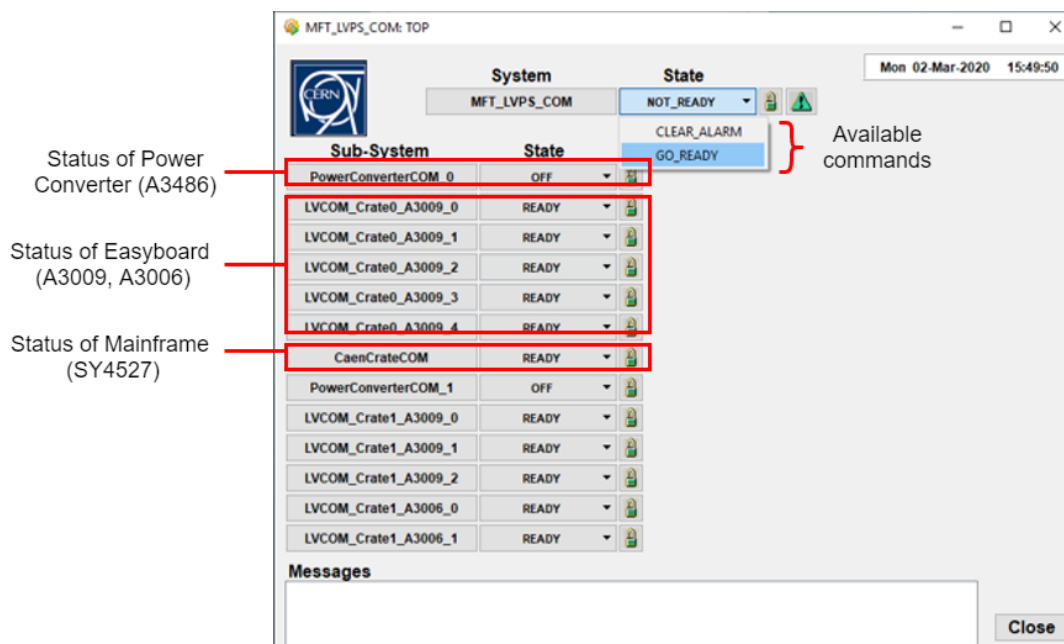 MFT_LVPS_COM: TOP
Mon 02-Mar-2020 15:49:50
CERN
System State
MFT_LVPS_COM NOT_READY
CLEAR_ALARM
GO_READY
Available
commands
Sub-System State
Status of Power
Converter (A3486)
PowerConverterCOM_0 OFF
LVCOM_Crate0_A3009_0 READY
LVCOM_Crate0_A3009_1 READY
Status of Easyboard
(A3009, A3006)
LVCOM_Crate0_A3009_2 READY
LVCOM_Crate0_A3009_3 READY
LVCOM_Crate0_A3009_4 READY
Status of Mainframe
(SY4527)
CaenCrateCOM READY
PowerConverterCOM_1 OFF
LVCOM_Crate1_A3009_0 READY
LVCOM_Crate1_A3009_1 READY
LVCOM_Crate1_A3009_2 READY
LVCOM_Crate1_A3006_0 READY
LVCOM_Crate1_A3006_1 READY
Messages
Close